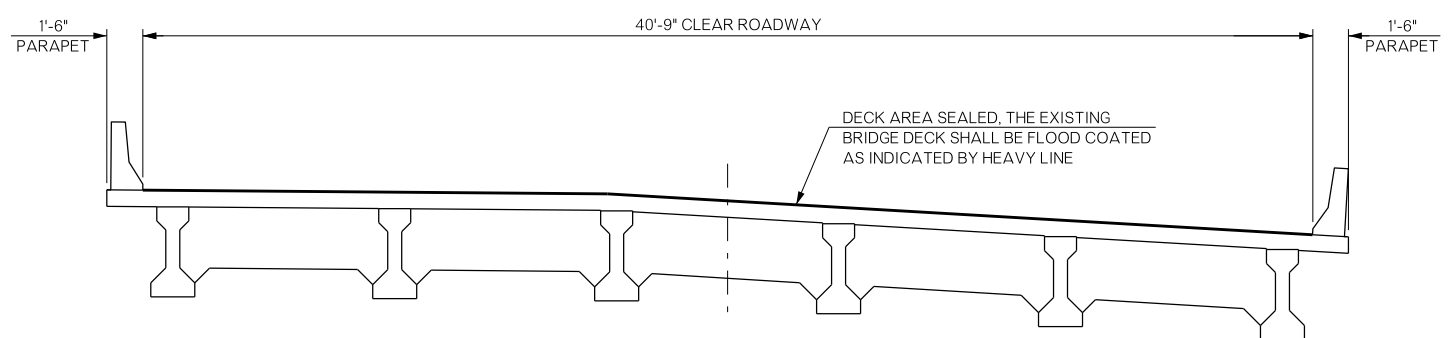 1'-6"
PARAPET
40'-9" CLEAR ROADWAY
1'-6"
PARAPET
DECK AREA SEALED, THE EXISTING
BRIDGE DECK SHALL BE FLOOD COATED
AS INDICATED BY HEAVY LINE